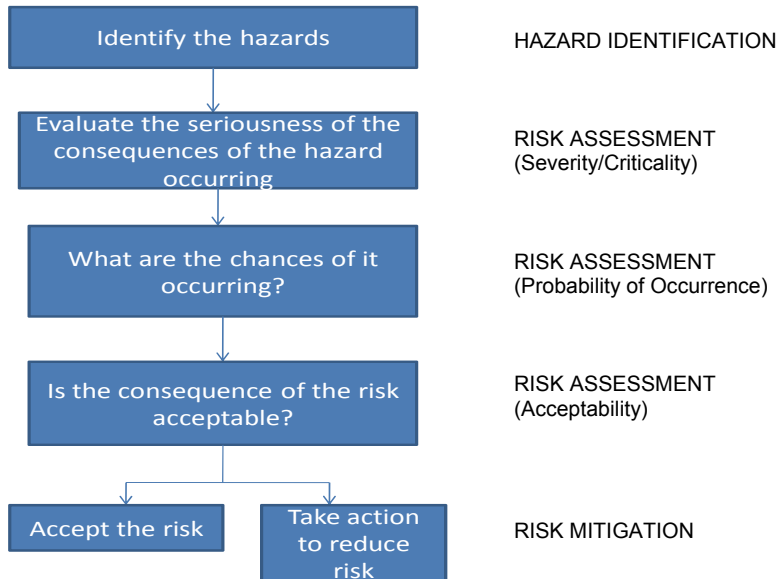 Identify the hazards
HAZARD IDENTIFICATION
Evaluate the seriousness of the
consequences of the hazard
occurring
RISK ASSESSMENT
(Severity/Criticality)
What are the chances of it
occurring?
RISK ASSESSMENT
(Probability of Occurrence)
Is the consequence of the risk
acceptable?
RISK ASSESSMENT
(Acceptability)
Accept the risk
Take action
to reduce
risk
RISK MITIGATION